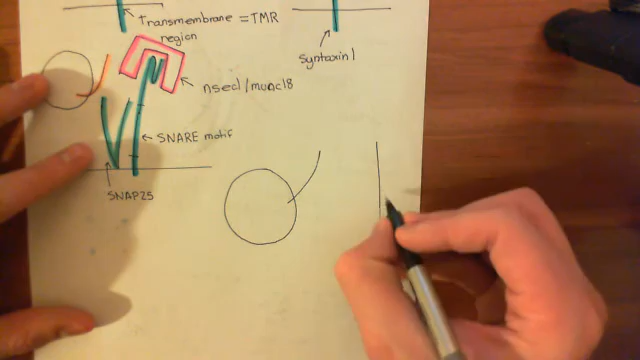 Transmembrane = TMR
region
Syntaxin 1
nsec1/munc18
SNARE motif
SNAP25